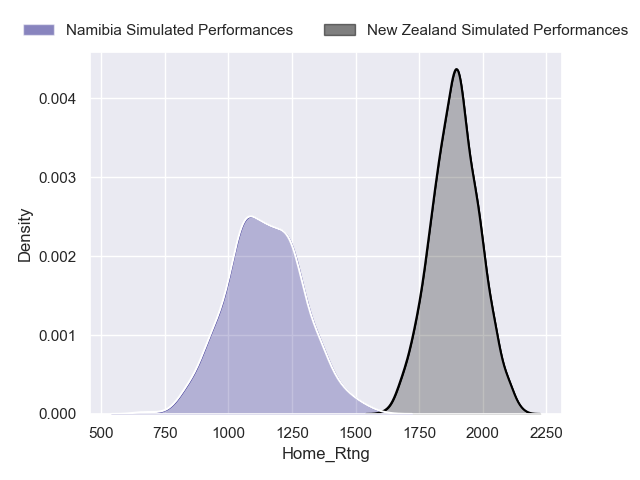 Namibia Simulated Performances New Zealand Simulated Performances
0.004
0.003
0.002
0.001
0.000
Density
500 750 1000 1250 1500 1750 2000 2250
Home_Rtng